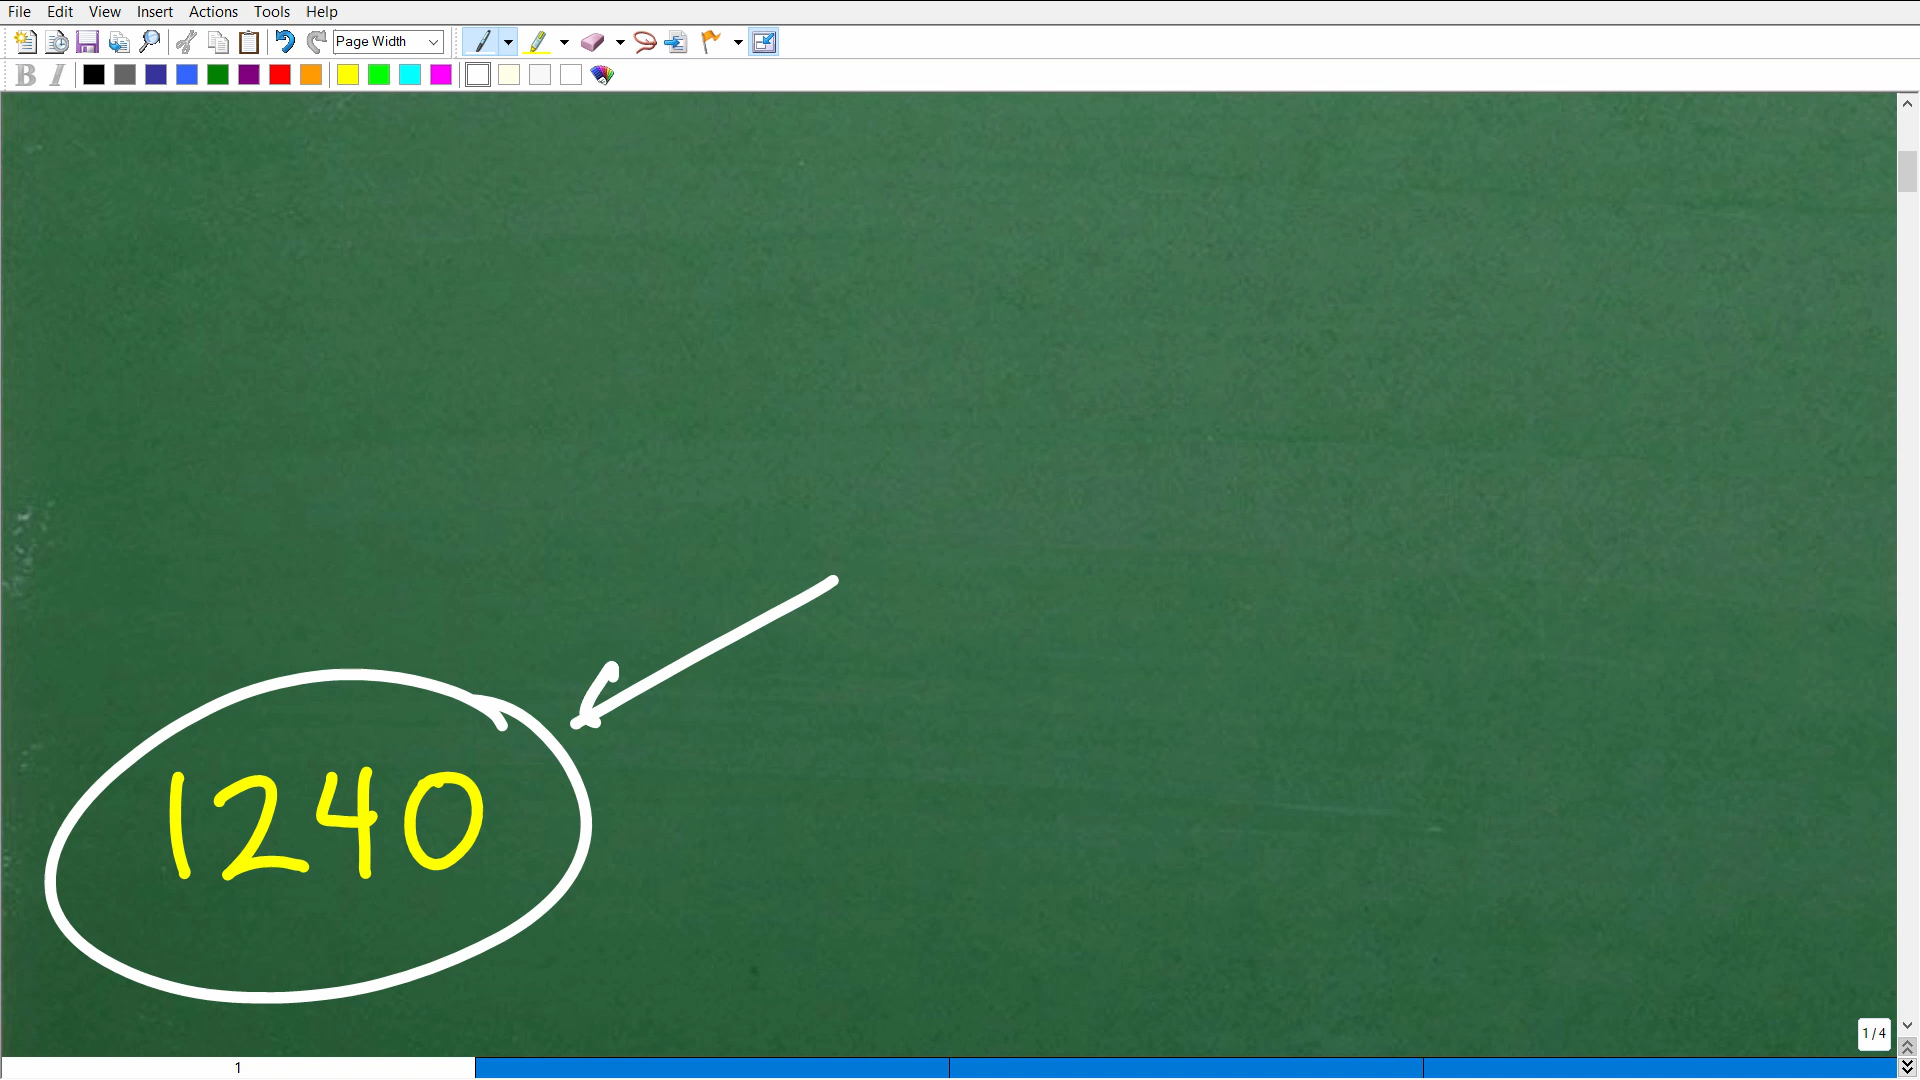 File Edit View Insert Actions Tools Help
Page Width
B I
1240
1 / 4
1